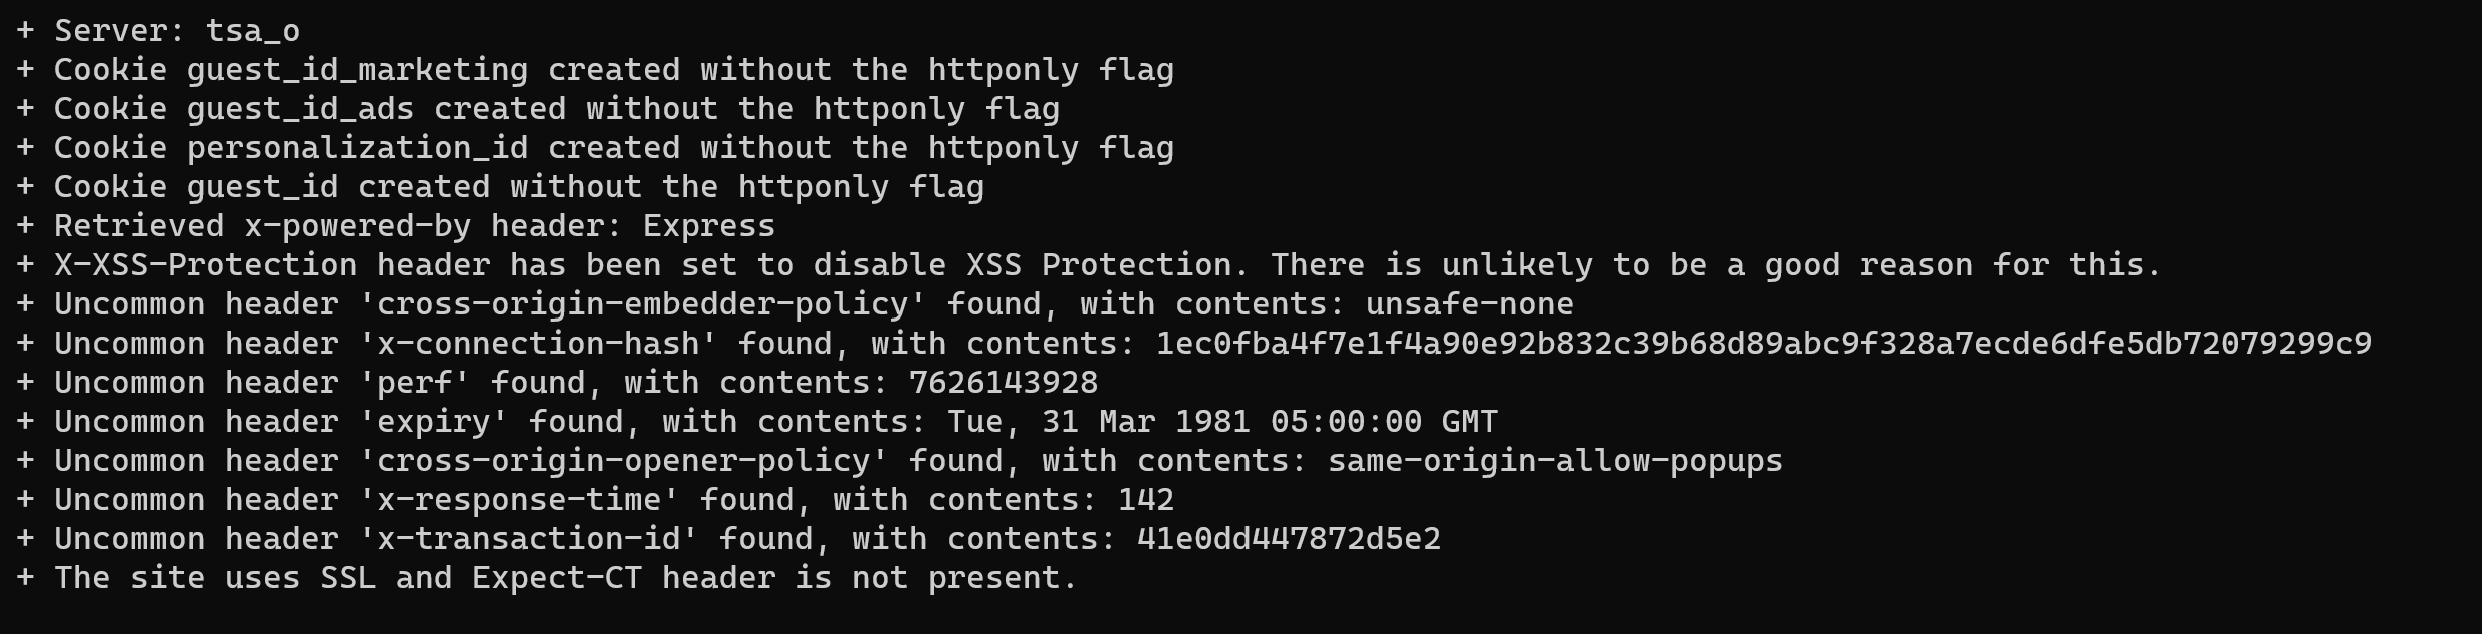 + Server: tsa_o
+ Cookie guest_id_marketing created without the httponly flag
+ Cookie guest_id_ads created without the httponly flag
+ Cookie personalization_id created without the httponly flag
+ Cookie guest_id created without the httponly flag
+ Retrieved x-powered-by header: Express
+ X-XSS-Protection header has been set to disable XSS Protection. There is unlikely to be a good reason for this.
+ Uncommon header 'cross-origin-embedder-policy' found, with contents: unsafe-none
+ Uncommon header 'x-connection-hash' found, with contents: 1ec0fba4f7e1f4a90e92b832c39b68d89abc9f328a7ecde6dfe5db72079299c9
+ Uncommon header 'perf' found, with contents: 7626143928
+ Uncommon header 'expiry' found, with contents: Tue, 31 Mar 1981 05:00:00 GMT
+ Uncommon header 'cross-origin-opener-policy' found, with contents: same-origin-allow-popups
+ Uncommon header 'x-response-time' found, with contents: 142
+ Uncommon header 'x-transaction-id' found, with contents: 41e0dd447872d5e2
+ The site uses SSL and Expect-CT header is not present.